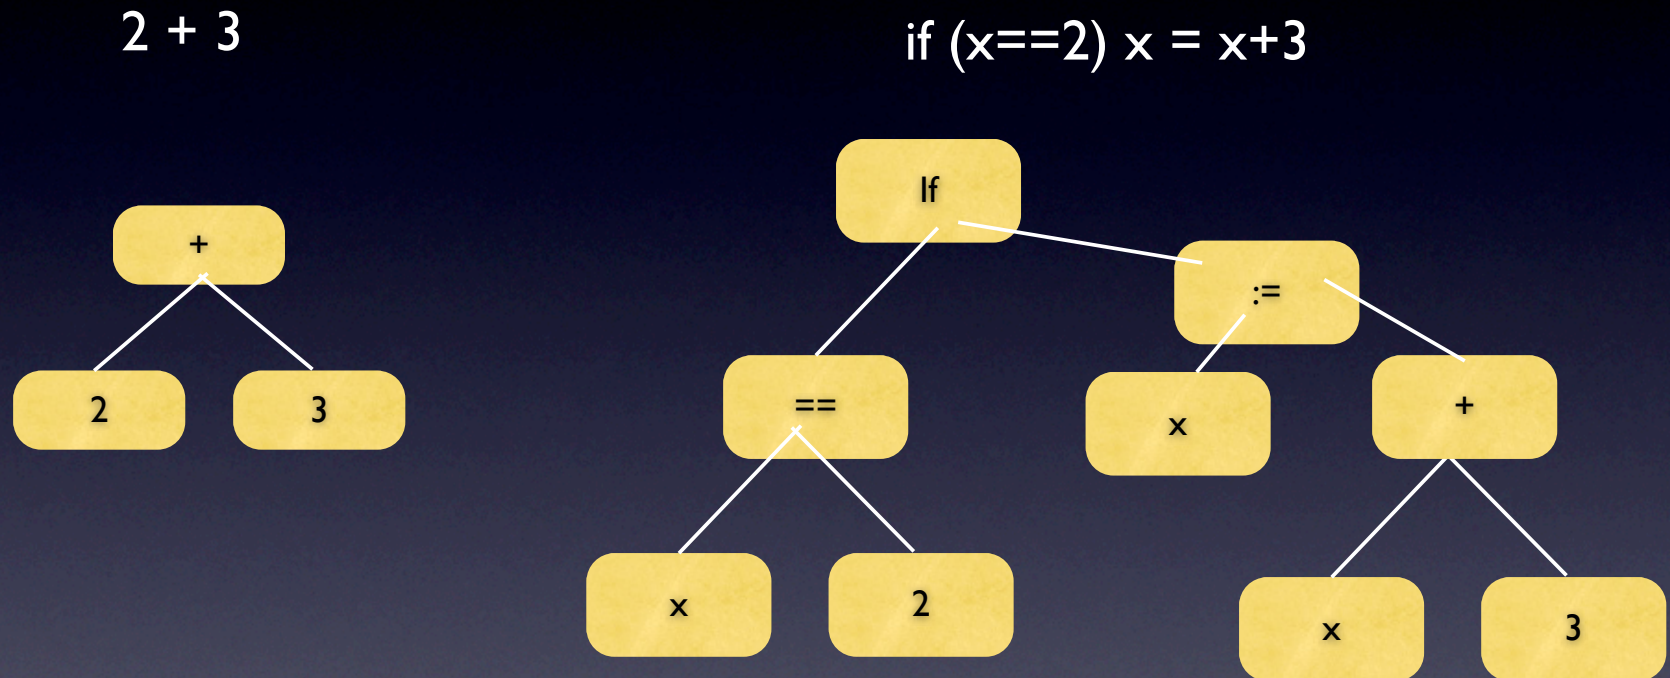 2 + 3
if (x==2) x = x+3
If
+
:=
2
3
==
x
+
x
2
x
3